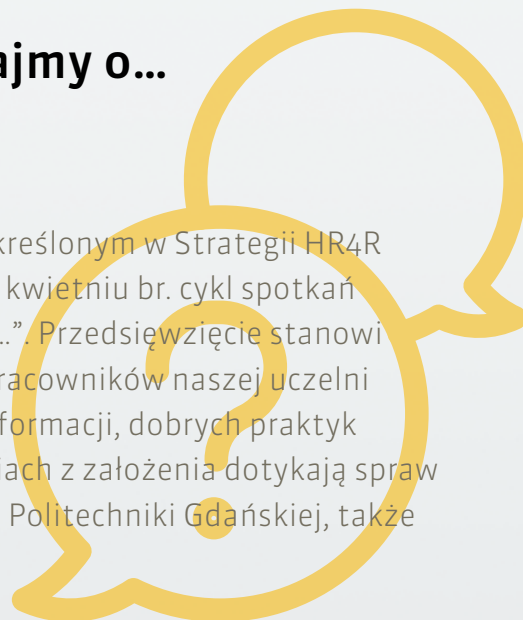 ajmy o...
kreślonym w Strategii HR4R
kwietniu br. cykl spotkań
...”. Przedsięwzięcie stanowi
racowników naszej uczelni
formacji, dobrych praktyk
iach z założenia dotykają spraw
Politechniki Gdańskiej, także
?